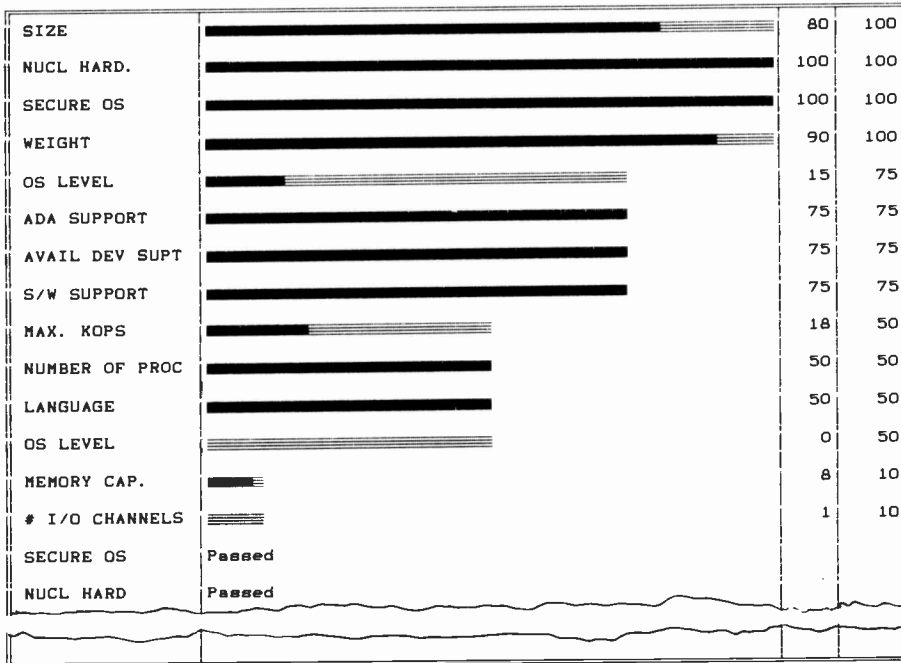 SIZE 80 100
NUCL HARD. 100 100
SECURE OS 100 100
WEIGHT 90 100
OS LEVEL 15 75
ADA SUPPORT 75 75
AVAIL DEV SUPT 75 75
S/W SUPPORT 75 75
MAX. KOPS 18 50
NUMBER OF PROC 50 50
LANGUAGE 50 50
OS LEVEL 0 50
MEMORY CAP. 8 10
# I/O CHANNELS 1 10
SECURE OS Passed
NUCL HARD Passed